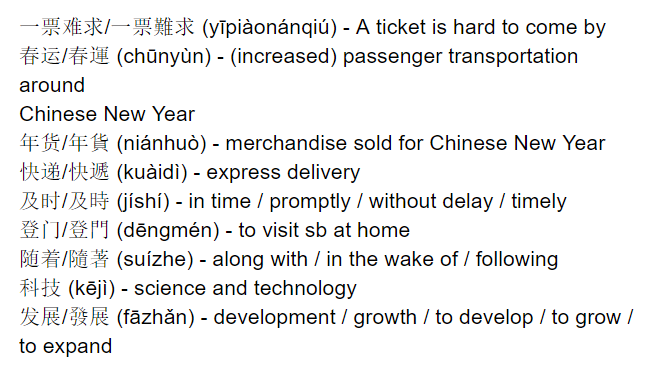 一票难求/一票難求 (yīpiàonánqiú) - A ticket is hard to come by
春运/春運 (chūnyùn) - (increased) passenger transportation
around
Chinese New Year
年货/年貨 (niánhuò) - merchandise sold for Chinese New Year
快递/快遞 (kuàidì) - express delivery
及时/及時 (jíshí) - in time / promptly / without delay / timely
登门/登門 (dēngmén) - to visit sb at home
随着/隨著 (suízhe) - along with / in the wake of / following
科技 (kējì) - science and technology
发展/發展 (fāzhǎn) - development / growth / to develop / to grow /
to expand